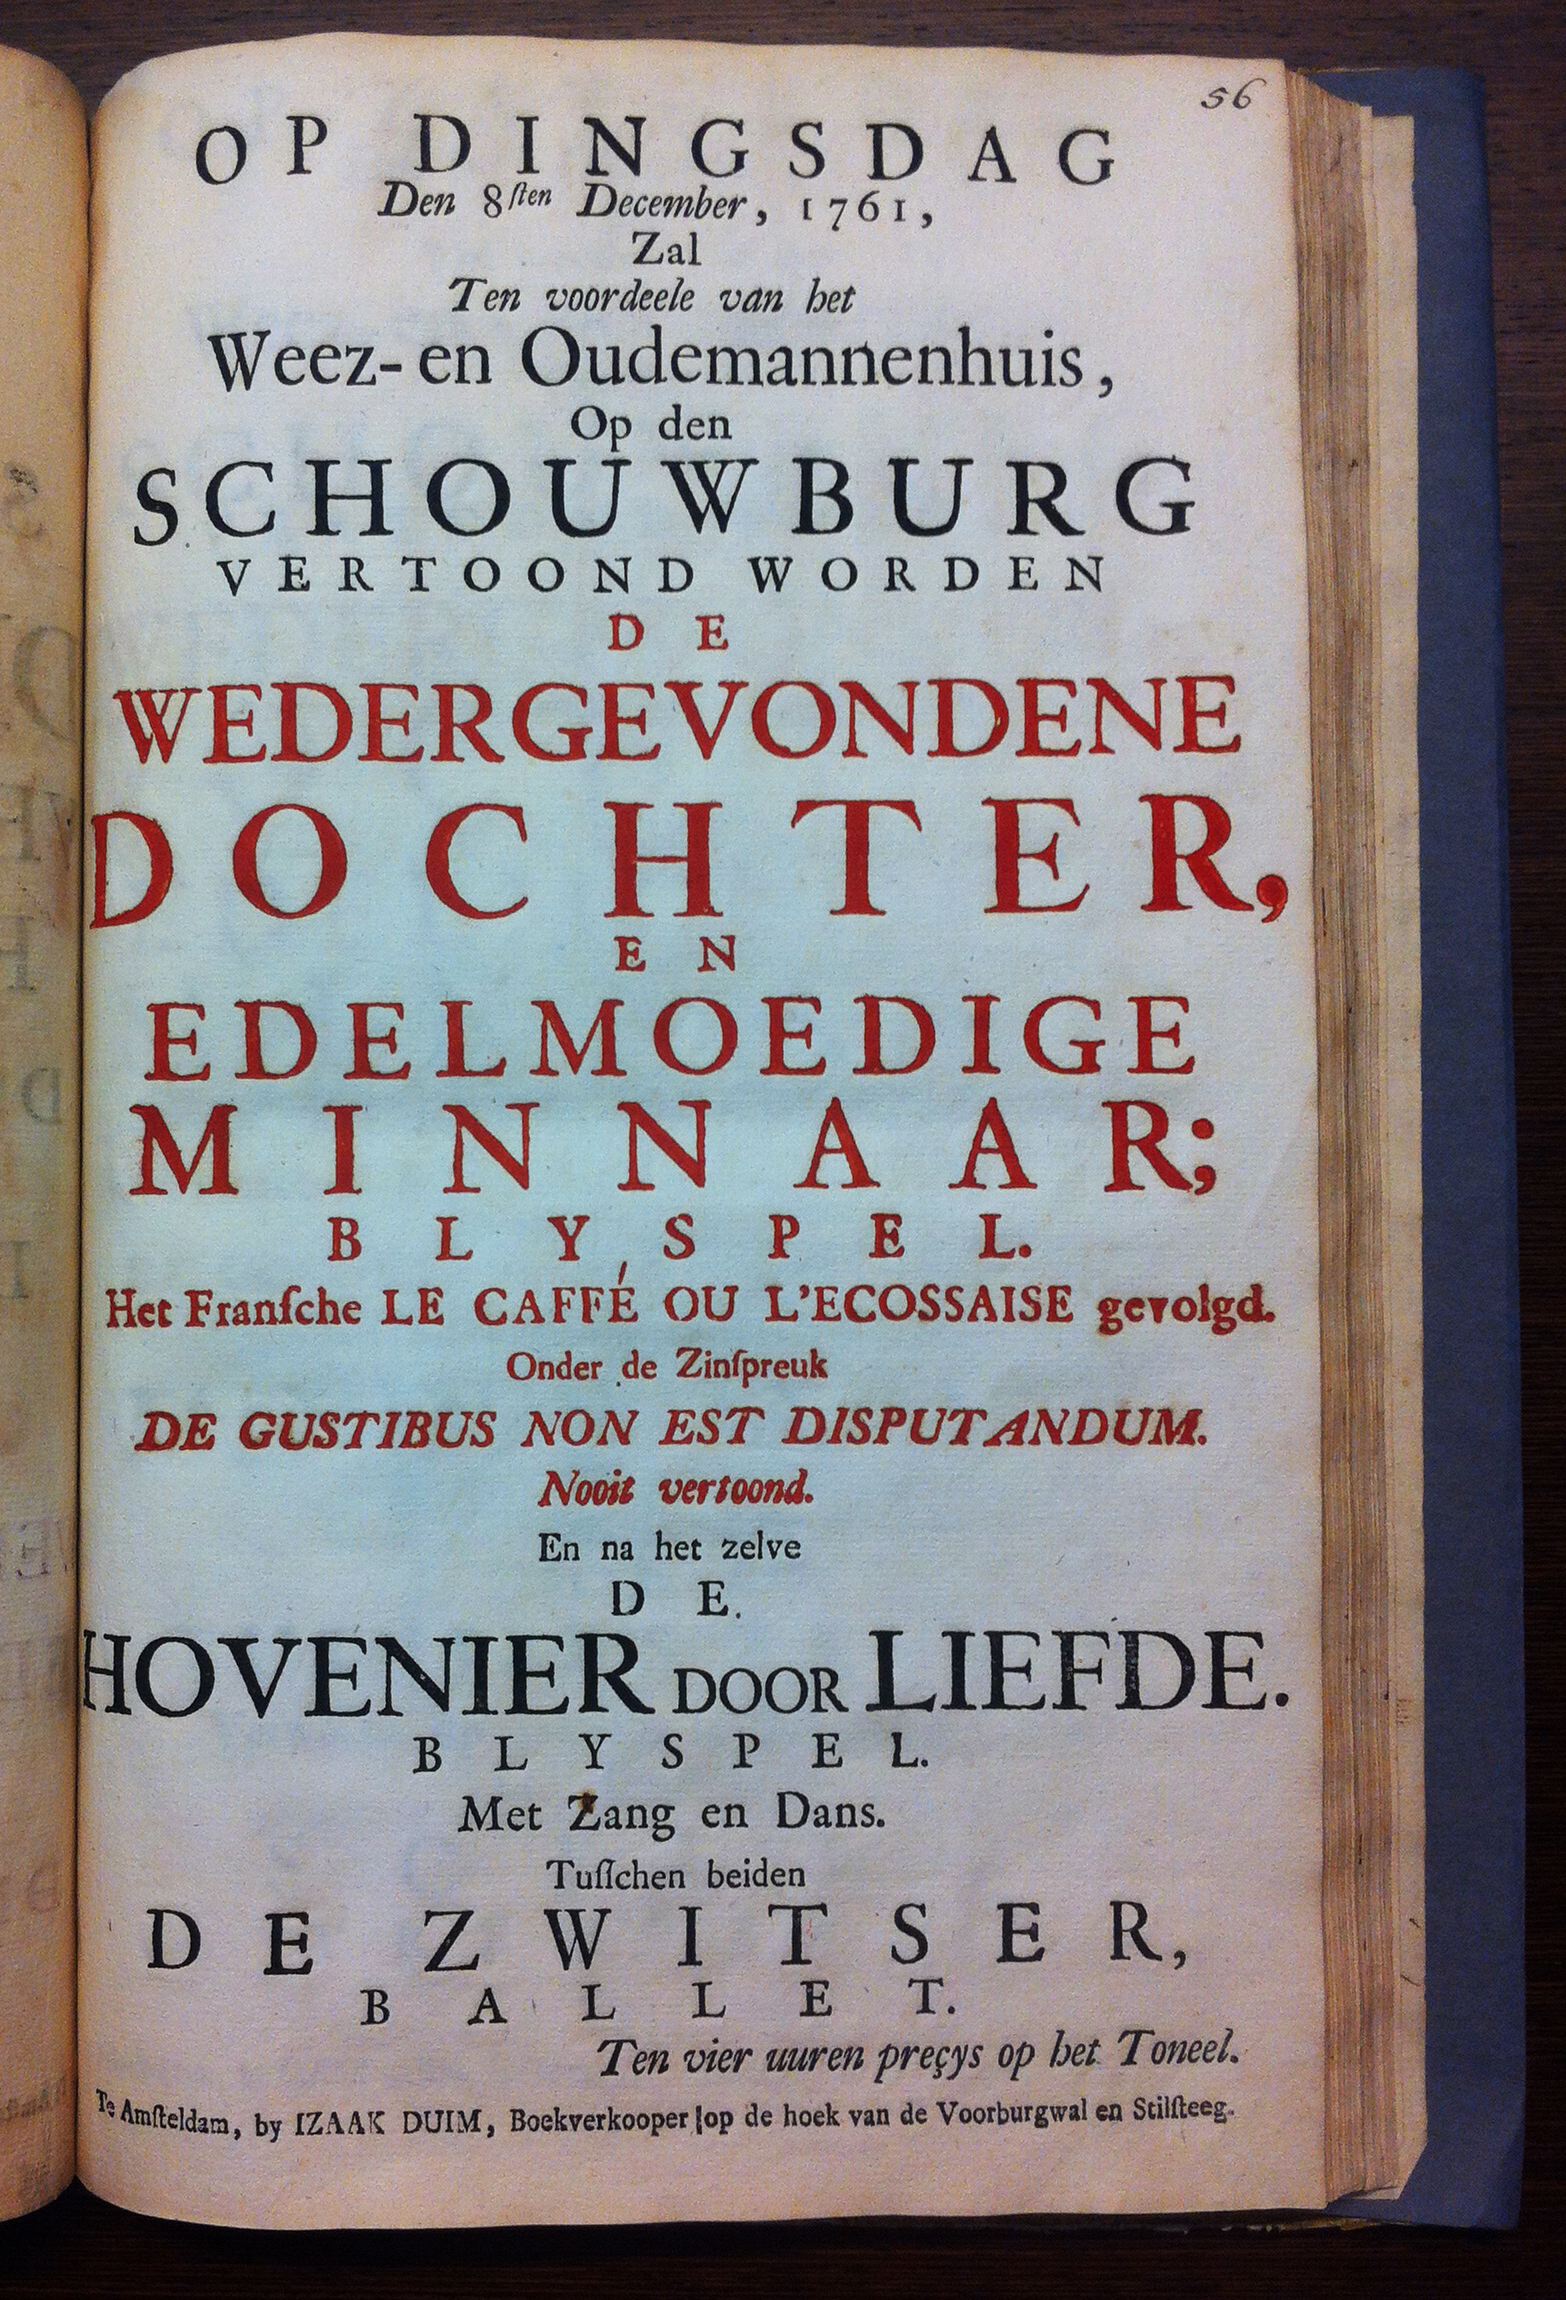 56
OP DINGSDAG
Den 8ſten December, 1761,
Zal
Ten voordeele van het
Weez- en Oudemannenhuis,
Op den
SCHOUWBURG
VERTOOND WORDEN
DE
WEDERGEVONDENE
DOCHTER,
EN
EDELMOEDIGE
MINNAAR;
BLYSPEL.
Het Franſche LE CAFFÉ OU L'ECOSSAISE gevolgd.
Onder de Zinſpreuk
DE GUSTIBUS NON EST DISPUTANDUM.
Nooit vertoond.
En na het zelve
DE.
HOVENIER DOOR LIEFDE.
BLYSPEL.
Met Zang en Dans.
Tuſſchen beiden
DE ZWITSER,
BALLET.
Ten vier uuren preçys op het Toneel.
Te Amſteldam, by IZAAK DUIM, Boekverkooper op de hoek van de Voorburgwal en Stilſteeg.